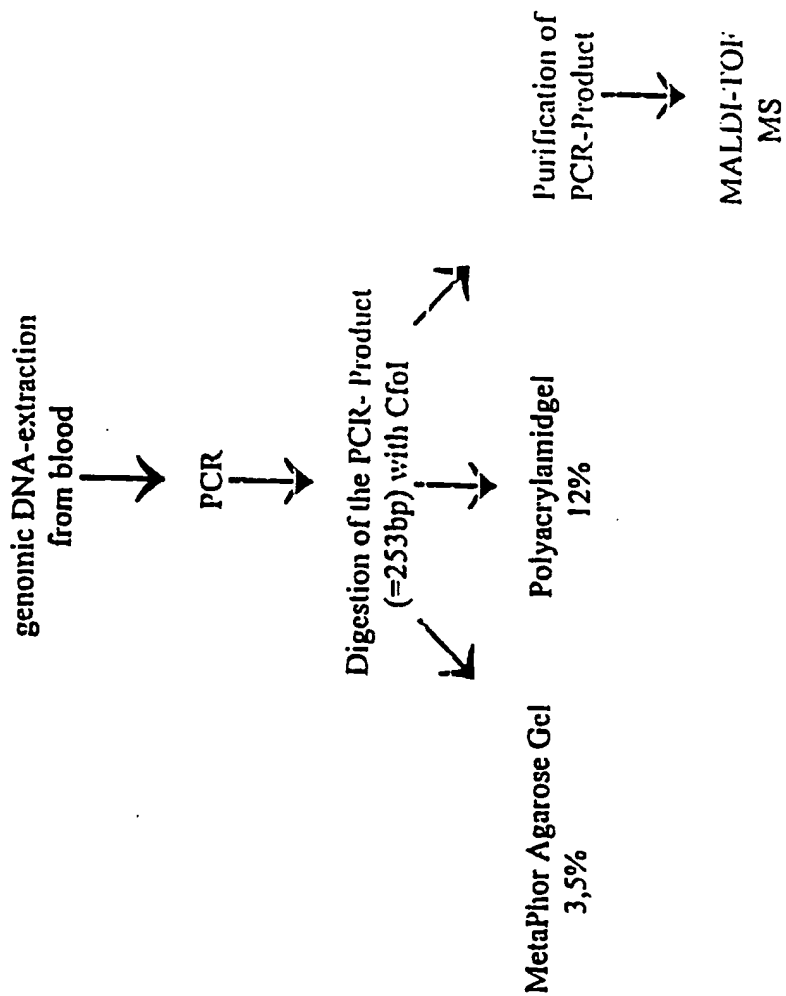 genomic DNA-extraction
from blood
PCR
Digestion of the PCR- Product
(=253bp) with CfoI
MetaPhor Agarose Gel
3,5%
Polyacrylamidgel
12%
Purification of
PCR-Product
MALDI-TOF
MS